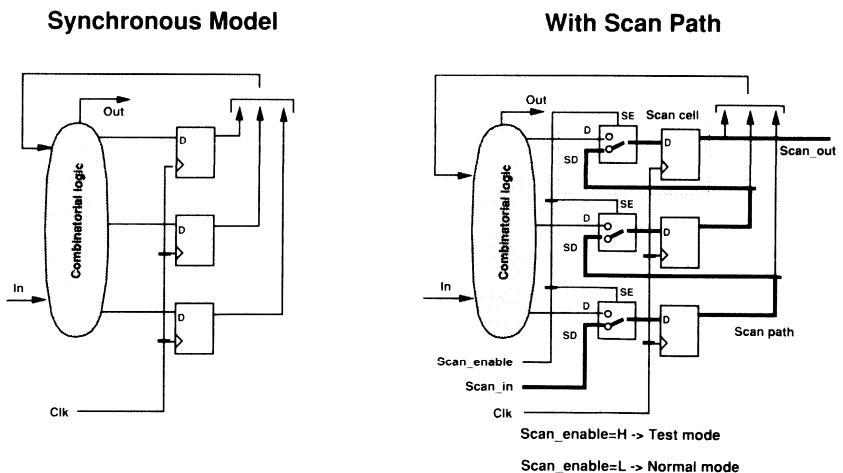 Synchronous Model
With Scan Path
Out
D
Combinatorial logic
D
In
D
Clk
Out
SE
Scan cell
D
D
SD
Scan_out
SE
D
D
Combinatorial logic
SD
In
SE
D
D
SD
Scan path
Scan_enable
Scan_in
Clk
Scan_enable=H -> Test mode
Scan_enable=L -> Normal mode